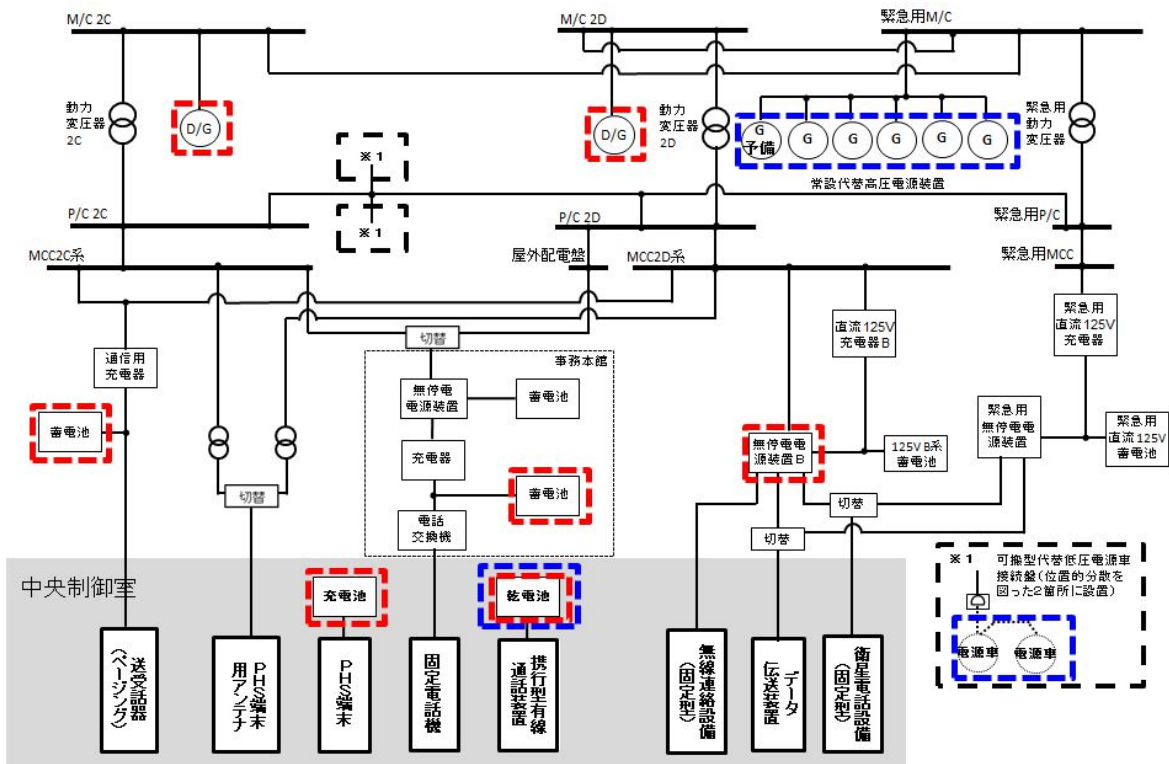 M/C 2C
M/C 2D
緊急用M/C
動力
変圧器
2C
D/G
D/G
動力
変圧器
2D
G
予備
G
G
G
G
G
緊急用
動力
変圧器
常設代替高圧電源装置
※1
※1
P/C 2C
P/C 2D
緊急用P/C
MCC2C系
屋外配電盤
MCC2D系
緊急用MCC
通信用
充電器
切替
事務本館
直流125V
充電器B
緊急用
直流125V
充電器
無停電
電源装置
蓄電池
蓄電池
充電器
無停電電
源装置B
125V B系
蓄電池
緊急用
無停電電
源装置
緊急用
直流125V
蓄電池
切替
蓄電池
切替
電話
交換機
切替
中央制御室
充電池
乾電池
※1
可搬型代替低圧電源車
接続盤(位置的分散を
図った2箇所に設置)
電源車
電源車
送受話器
(ページング)
PHS端末
用アンテナ
PHS端末
固定電話機
携行型有線
通話装置
無線連絡設備
(固定型)
データ
伝送装置
衛星電話設備
(固定型)